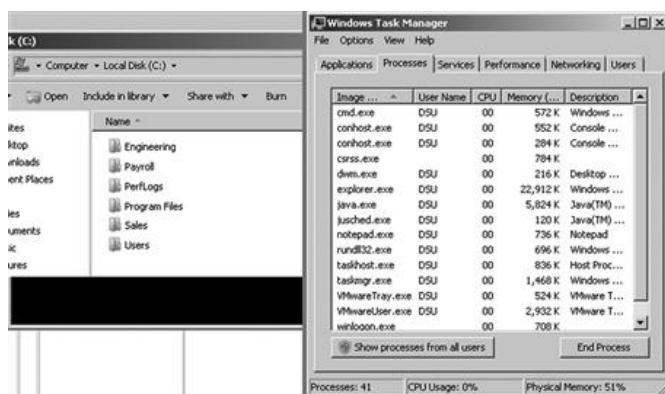 k (C:)
Computer Local Disk (C:)
Open Include in library Share with Burn
ites
ktop
vnloads
ent Places
ies
uments
sic
ures
Name
Engineering
Payroll
PerfLogs
Program Files
Sales
Users
Windows Task Manager
File Options View Help
Applications Processes Services Performance Networking Users
Image ... User Name CPU Memory (... Description
cmd.exe DSU 00 572 K Windows ...
conhost.exe DSU 00 552 K Console ...
conhost.exe DSU 00 284 K Console ...
csrss.exe 00 784 K
dwm.exe DSU 00 216 K Desktop ...
explorer.exe DSU 00 22,912 K Windows ...
java.exe DSU 00 5,824 K Java(TM) ...
jusched.exe DSU 00 120 K Java(TM) ...
notepad.exe DSU 00 736 K Notepad
rundll32.exe DSU 00 696 K Windows ...
taskhost.exe DSU 00 836 K Host Proc...
taskmgr.exe DSU 00 1,468 K Windows ...
VMwareTray.exe DSU 00 524 K VMware T...
VMwareUser.exe DSU 00 2,932 K VMware T...
winlogon.exe 00 708 K
Show processes from all users End Process
Processes: 41 CPU Usage: 0% Physical Memory: 51%